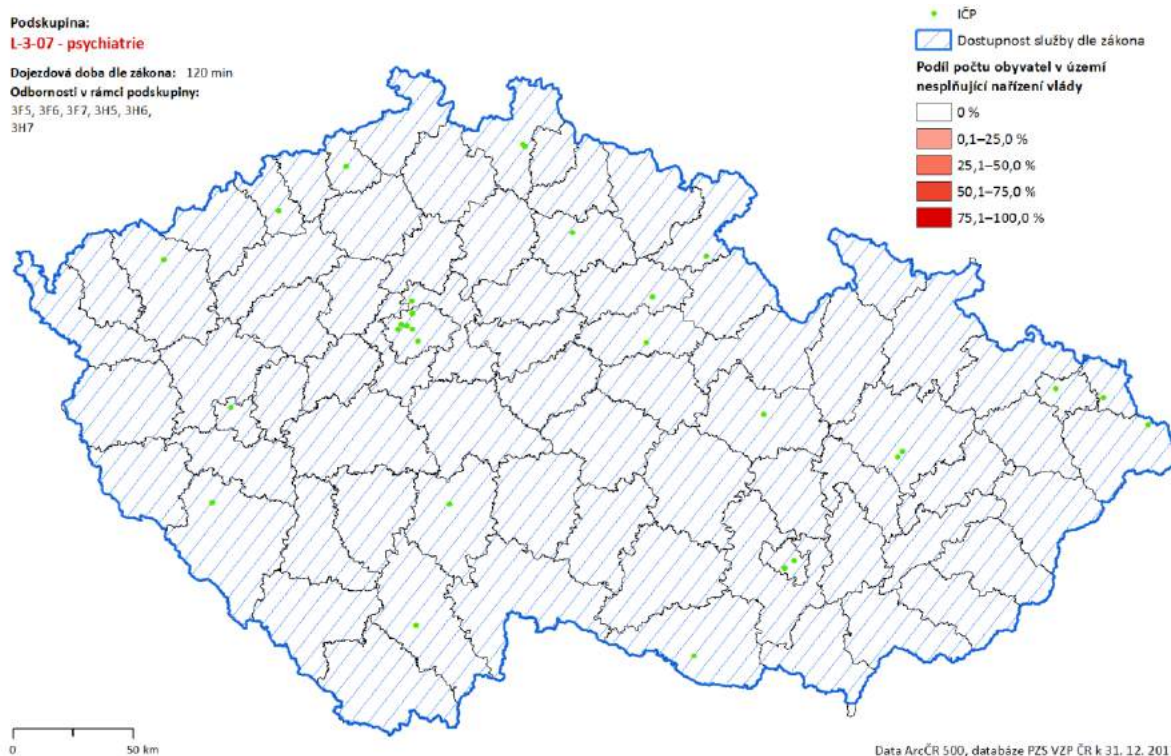 Podskupina:
L-3-07 - psychiatrie
Dojezdová doba dle zákona: 120 min
Odbornosti v rámci podskupiny:
3F5, 3F6, 3F7, 3H5, 3H6,
3H7
IČP
Dostupnost služby dle zákona
Podíl počtu obyvatel v území
nesplňující nařízení vlády
0 %
0,1–25,0 %
25,1–50,0 %
50,1–75,0 %
75,1–100,0 %
0 50 km
Data ArcČR 500, databáze PZS VZP ČR k 31. 12. 201